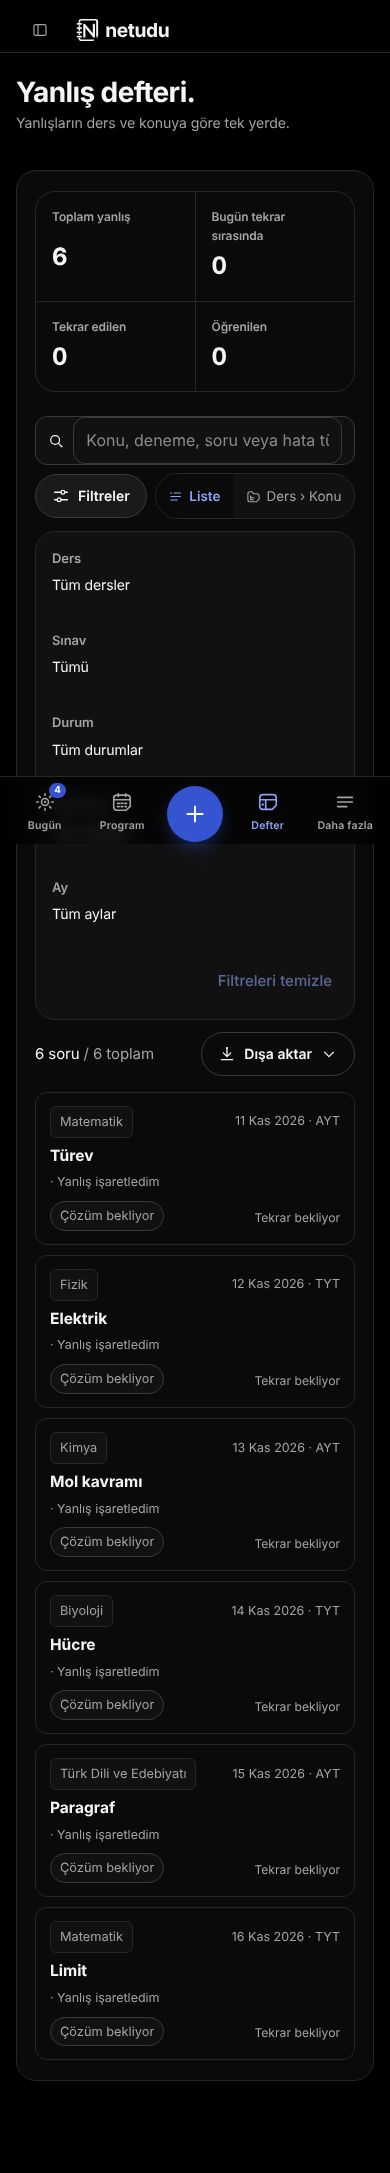 netudu
Yanlış defteri.
Yanlışların ders ve konuya göre tek yerde.
Toplam yanlış
6
Bugün tekrar
sırasında
0
Tekrar edilen
0
Öğrenilen
0
Konu, deneme, soru veya hata tü
Filtreler
Liste
Ders › Konu
Ders
Tüm dersler
Sınav
Tümü
Durum
Tüm durumlar
4
Bugün
Program
Defter
Daha fazla
Ay
Tüm aylar
Filtreleri temizle
6 soru / 6 toplam
Dışa aktar
Matematik
11 Kas 2026 · AYT
Türev
· Yanlış işaretledim
Çözüm bekliyor
Tekrar bekliyor
Fizik
12 Kas 2026 · TYT
Elektrik
· Yanlış işaretledim
Çözüm bekliyor
Tekrar bekliyor
Kimya
13 Kas 2026 · AYT
Mol kavramı
· Yanlış işaretledim
Çözüm bekliyor
Tekrar bekliyor
Biyoloji
14 Kas 2026 · TYT
Hücre
· Yanlış işaretledim
Çözüm bekliyor
Tekrar bekliyor
Türk Dili ve Edebiyatı
15 Kas 2026 · AYT
Paragraf
· Yanlış işaretledim
Çözüm bekliyor
Tekrar bekliyor
Matematik
16 Kas 2026 · TYT
Limit
· Yanlış işaretledim
Çözüm bekliyor
Tekrar bekliyor